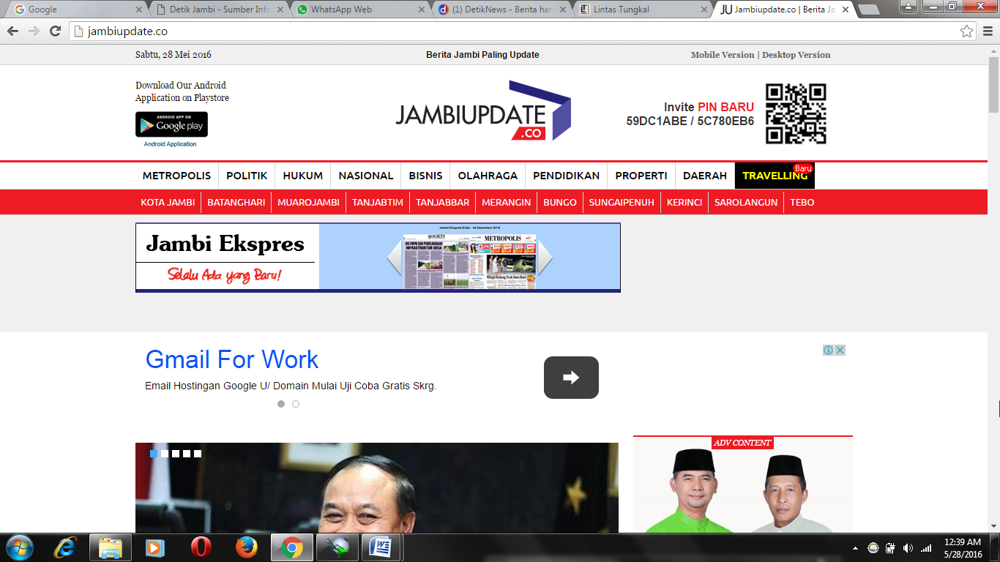 Google
Detik Jambi - Sumber Info
WhatsApp Web
(1) DetikNews - Berita har
Lintas Tungkal
Jambiupdate.co | Berita Ja
jambiupdate.co
Sabtu, 28 Mei 2016
Berita Jambi Paling Update
Mobile Version | Desktop Version
Download Our Android
Application on Playstore
ANDROID APP ON
Google play
Android Application
JAMBIUPDATE
.CO
Invite PIN BARU
59DC1ABE / 5C780EB6
METROPOLIS POLITIK HUKUM NASIONAL BISNIS OLAHRAGA PENDIDIKAN PROPERTI DAERAH TRAVELLING Baru
KOTA JAMBI BATANGHARI MUAROJAMBI TANJABTIM TANJABBAR MERANGIN BUNGO SUNGAIPENUH KERINCI SAROLANGUN TEBO
Jambi Ekspres
Selalu Ada yang Baru!
Jambi Ekspres Edisi - 04 Desember 2014
SOCIETY
METROPOLIS
Gmail For Work
Email Hostingan Google U/ Domain Mulai Uji Coba Gratis Skrg.
ADV CONTENT
12:39 AM
5/28/2016